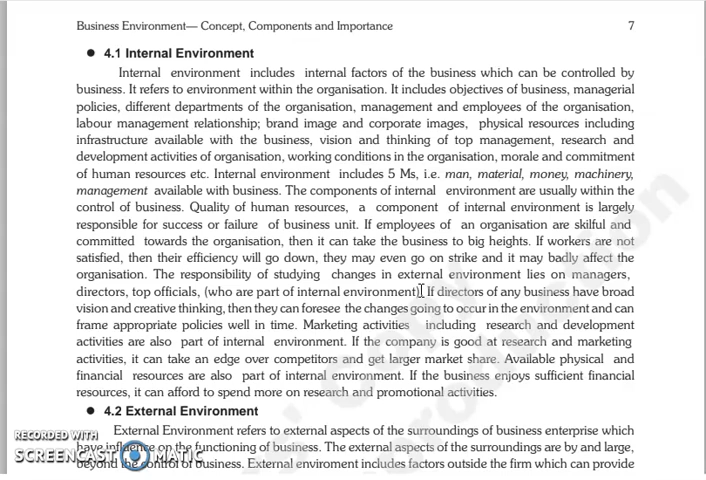 Business Environment— Concept, Components and Importance 7
● 4.1 Internal Environment
Internal environment includes internal factors of the business which can be controlled by
business. It refers to environment within the organisation. It includes objectives of business, managerial
policies, different departments of the organisation, management and employees of the organisation,
labour management relationship; brand image and corporate images, physical resources including
infrastructure available with the business, vision and thinking of top management, research and
development activities of organisation, working conditions in the organisation, morale and commitment
of human resources etc. Internal environment includes 5 Ms, i.e. man, material, money, machinery,
management available with business. The components of internal environment are usually within the
control of business. Quality of human resources, a component of internal environment is largely
responsible for success or failure of business unit. If employees of an organisation are skilful and
committed towards the organisation, then it can take the business to big heights. If workers are not
satisfied, then their efficiency will go down, they may even go on strike and it may badly affect the
organisation. The responsibility of studying changes in external environment lies on managers,
directors, top officials, (who are part of internal environment). If directors of any business have broad
vision and creative thinking, then they can foresee the changes going to occur in the environment and can
frame appropriate policies well in time. Marketing activities including research and development
activities are also part of internal environment. If the company is good at research and marketing
activities, it can take an edge over competitors and get larger market share. Available physical and
financial resources are also part of internal environment. If the business enjoys sufficient financial
resources, it can afford to spend more on research and promotional activities.
● 4.2 External Environment
External Environment refers to external aspects of the surroundings of business enterprise which
have influence on the functioning of business. The external aspects of the surroundings are by and large,
beyond the control of business. External enviroment includes factors outside the firm which can provide
RECORDED WITH
SCREENCAST MATIC